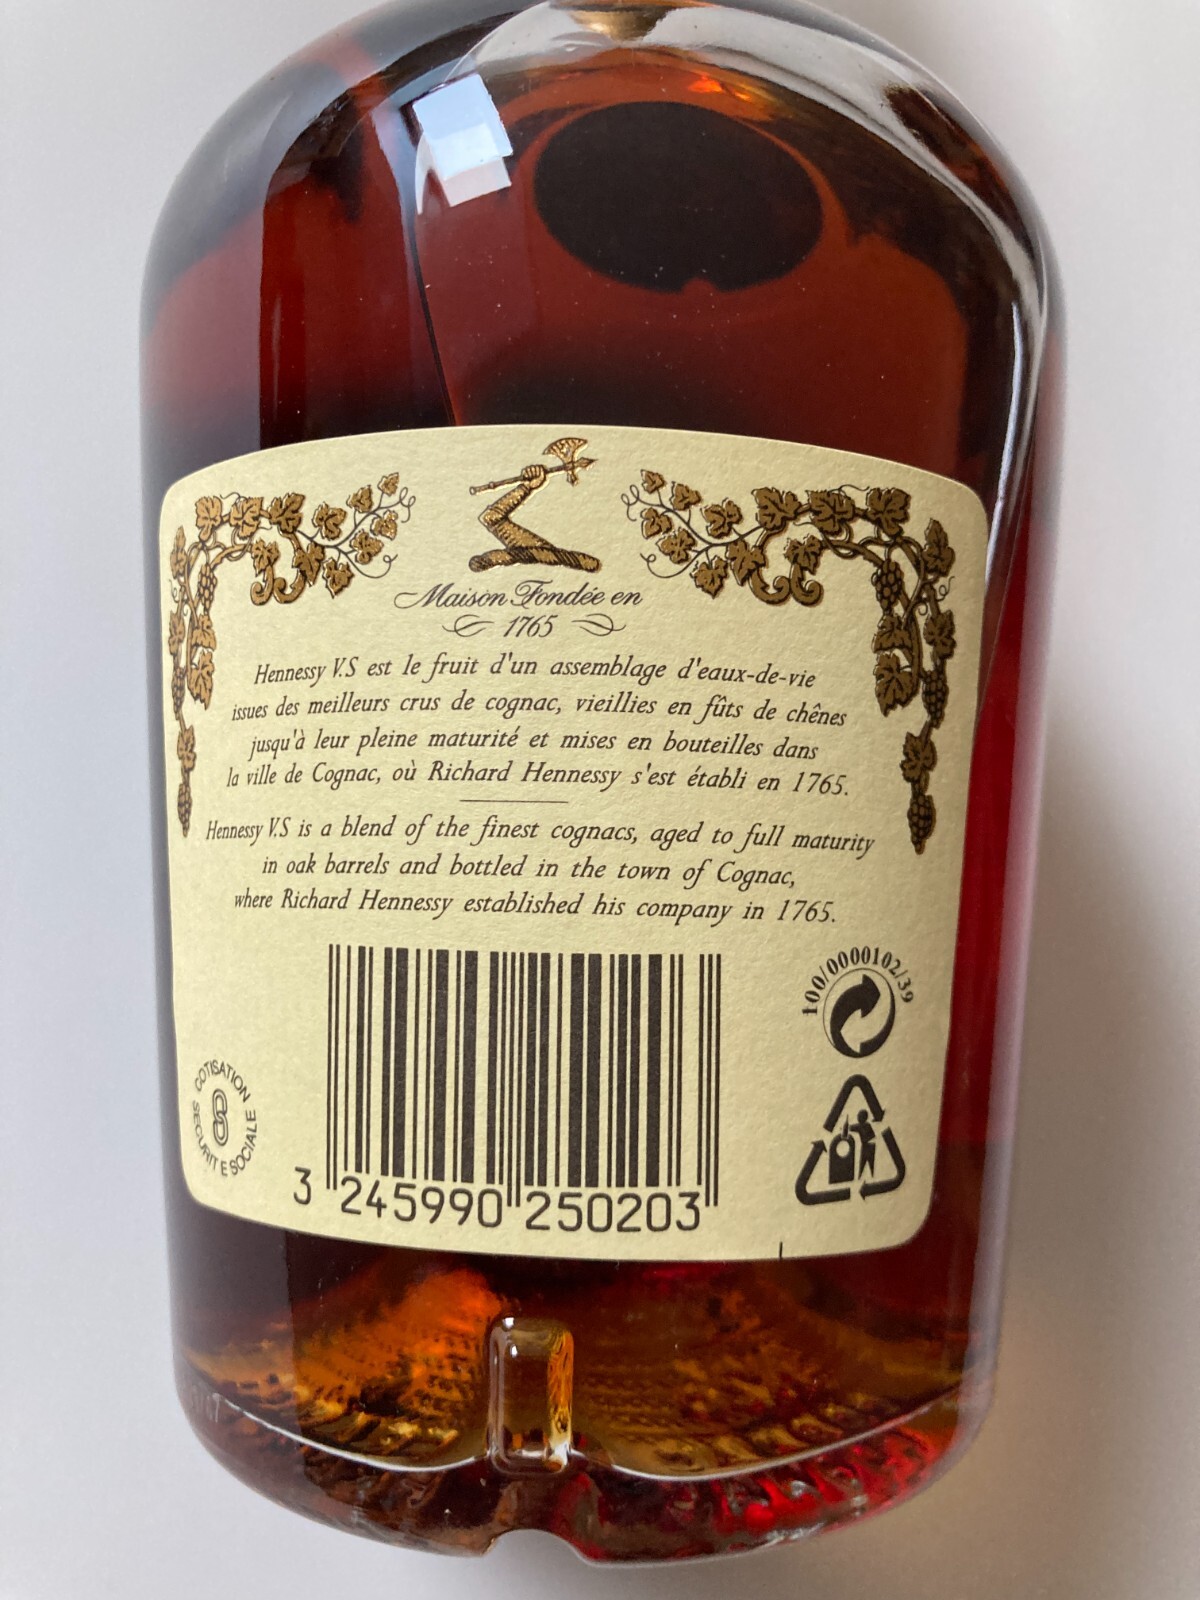 Maison Fondée en
1765
Hennessy V.S est le fruit d'un assemblage d'eaux-de-vie
issues des meilleurs crus de cognac, vieillies en fûts de chênes
jusqu'à leur pleine maturité et mises en bouteilles dans
la ville de Cognac, où Richard Hennessy s'est établi en 1765.
Hennessy V.S is a blend of the finest cognacs, aged to full maturity
in oak barrels and bottled in the town of Cognac,
where Richard Hennessy established his company in 1765.
100/0000102/39
COTISATION
SECURITE SOCIALE
3 245990 250203